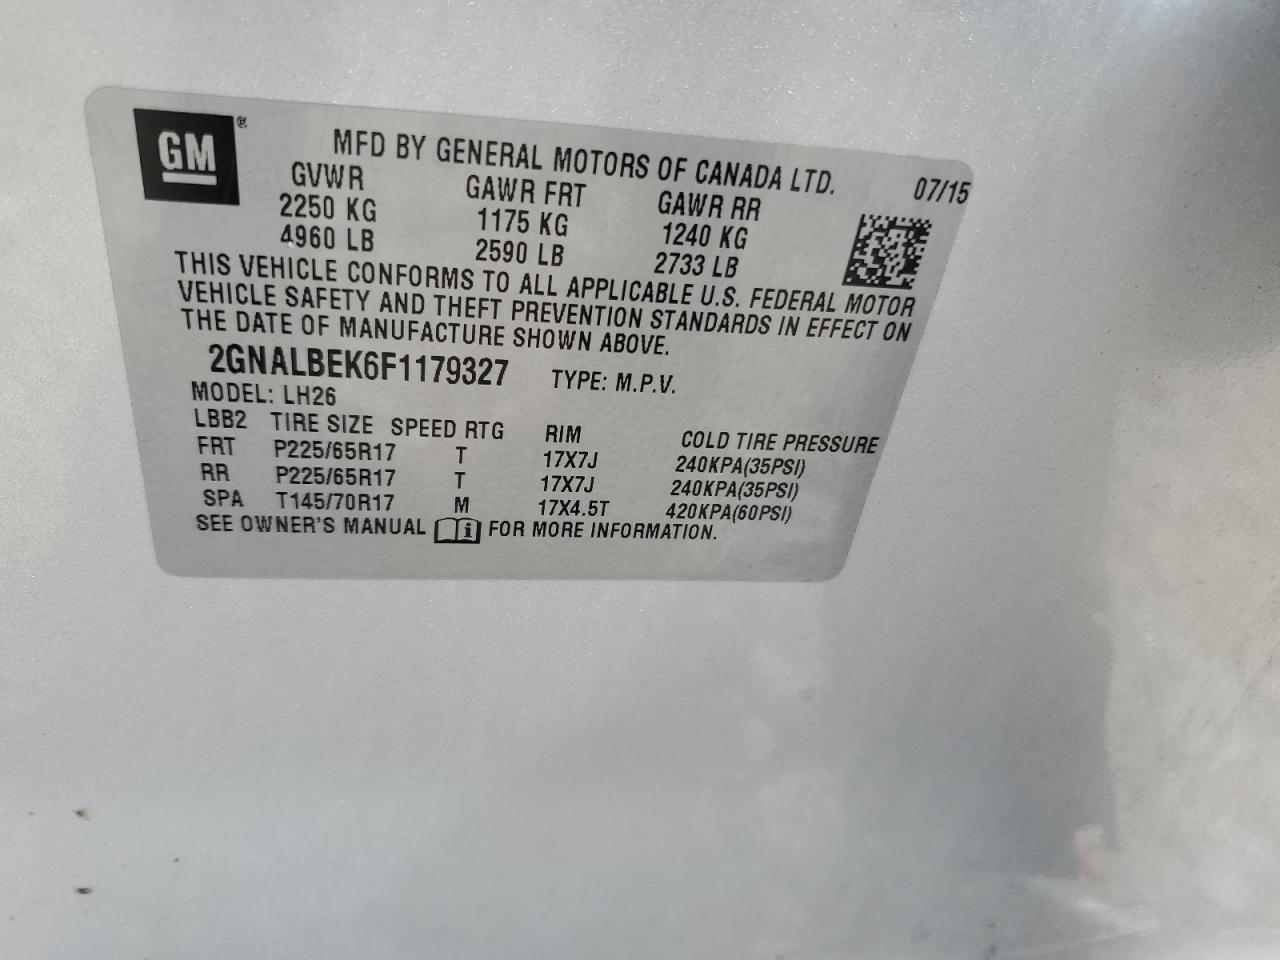 GM®
MFD BY GENERAL MOTORS OF CANADA LTD.
07/15
GVWR GAWR FRT GAWR RR
2250 KG 1175 KG 1240 KG
4960 LB 2590 LB 2733 LB
THIS VEHICLE CONFORMS TO ALL APPLICABLE U.S. FEDERAL MOTOR
VEHICLE SAFETY AND THEFT PREVENTION STANDARDS IN EFFECT ON
THE DATE OF MANUFACTURE SHOWN ABOVE.
2GNALBEK6F1179327 TYPE: M.P.V.
MODEL: LH26
LBB2 TIRE SIZE SPEED RTG RIM COLD TIRE PRESSURE
FRT P225/65R17 T 17X7J 240KPA(35PSI)
RR P225/65R17 T 17X7J 240KPA(35PSI)
SPA T145/70R17 M 17X4.5T 420KPA(60PSI)
SEE OWNER'S MANUAL i FOR MORE INFORMATION.